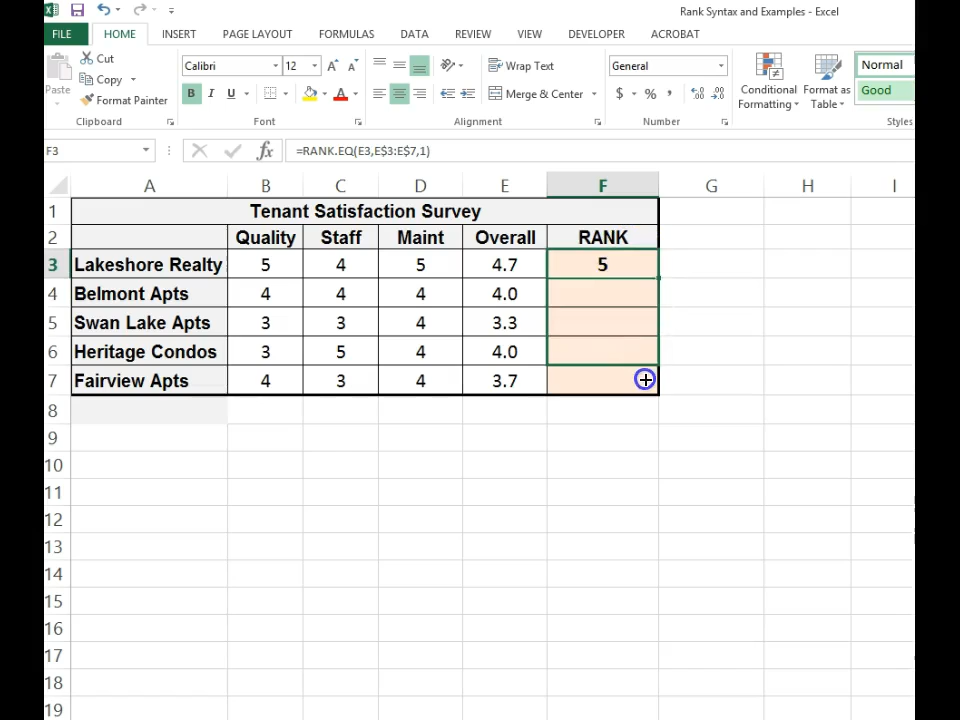 Rank Syntax and Examples - Excel
FILE HOME INSERT PAGE LAYOUT FORMULAS DATA REVIEW VIEW DEVELOPER ACROBAT
Paste
Cut
Copy
Format Painter
Clipboard
Calibri 12
B I U
Font
Wrap Text
Merge & Center
Alignment
General
$ % ,
Number
Conditional Formatting
Format as Table
Normal
Good
Styles
F3 fx =RANK.EQ(E3,E$3:E$7,1)
A B C D E F G H I
1 Tenant Satisfaction Survey
2 Quality Staff Maint Overall RANK
3 Lakeshore Realty 5 4 5 4.7 5
4 Belmont Apts 4 4 4 4.0
5 Swan Lake Apts 3 3 4 3.3
6 Heritage Condos 3 5 4 4.0
7 Fairview Apts 4 3 4 3.7
8
9
10
11
12
13
14
15
16
17
18
19